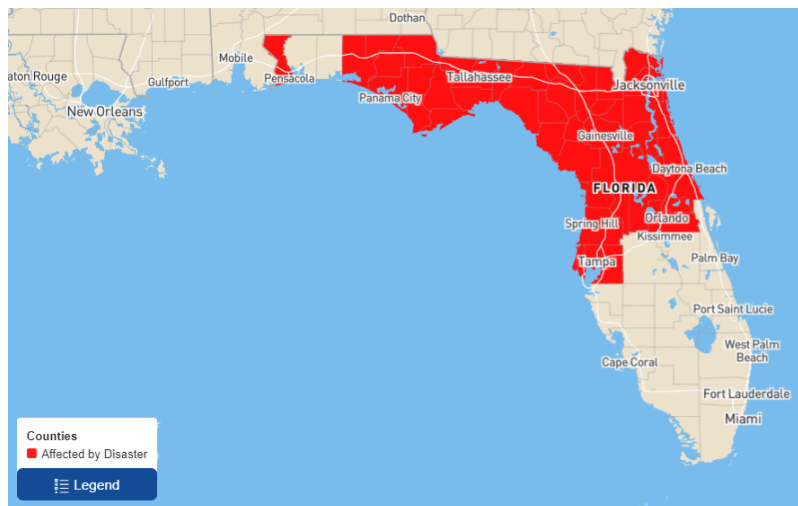 Dothan
Mobile
aton Rouge
Gulfport
Pensacola
Tallahassee
Jacksonville
Panama City
New Orleans
Gainesville
Daytona Beach
FLORIDA
Spring Hill
Orlando
Kissimmee
Tampa
Palm Bay
Port Saint Lucie
West Palm
Beach
Cape Coral
Fort Lauderdale
Miami
Counties
Affected by Disaster
Legend